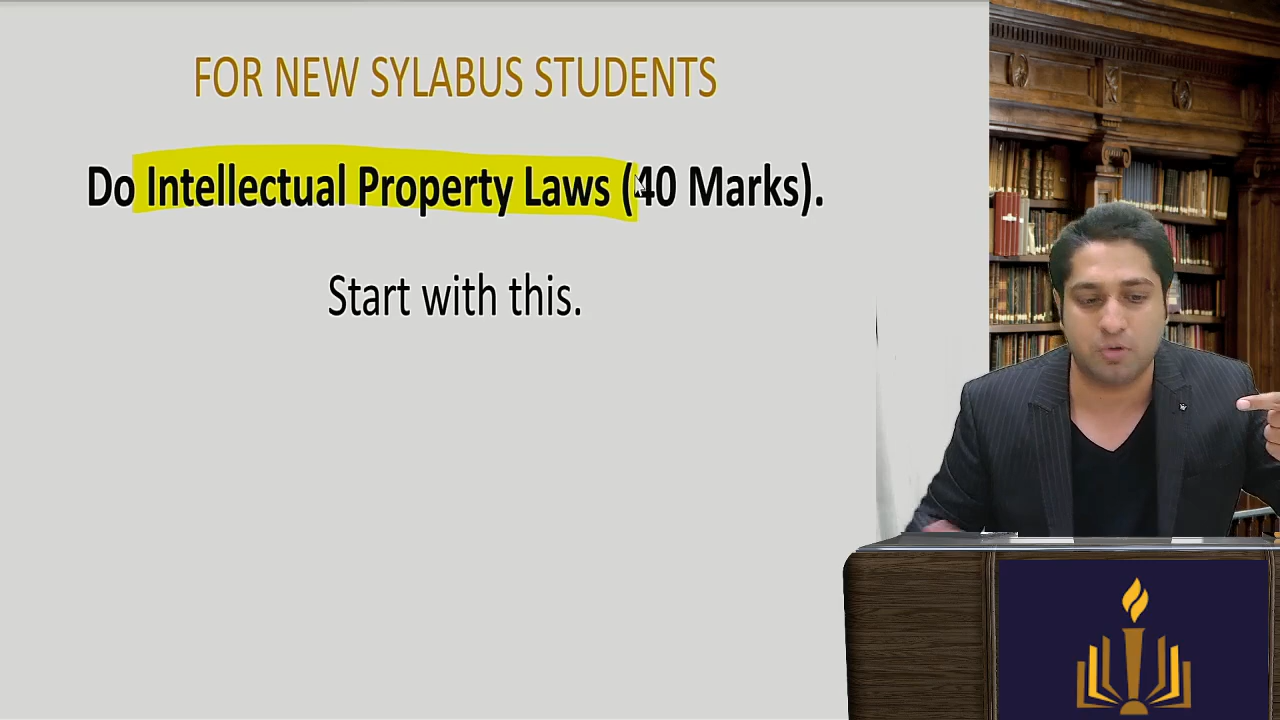 FOR NEW SYLABUS STUDENTS
Do Intellectual Property Laws (40 Marks).
Start with this.